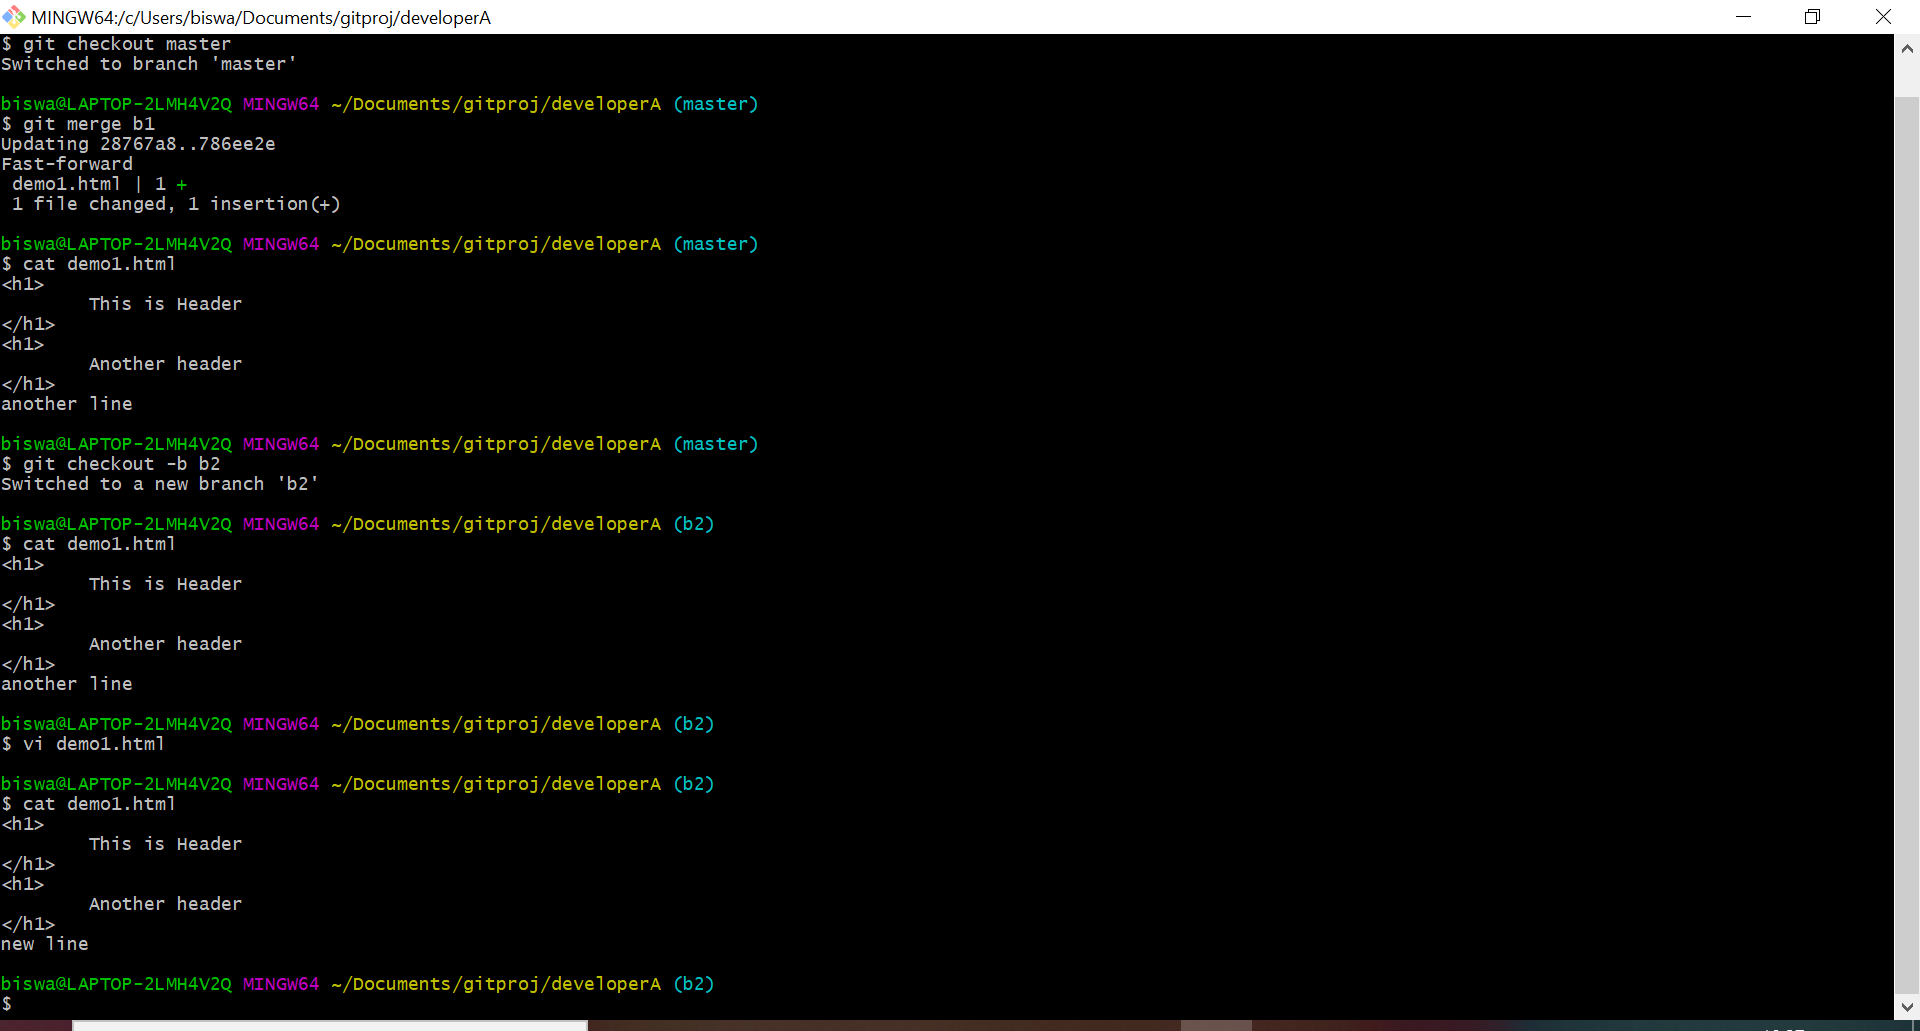 MINGW64:/c/Users/biswa/Documents/gitproj/developerA
$ git checkout master
Switched to branch 'master'
biswa@LAPTOP-2LMH4V2Q MINGW64 ~/Documents/gitproj/developerA (master)
$ git merge b1
Updating 28767a8..786ee2e
Fast-forward
 demo1.html | 1 +
 1 file changed, 1 insertion(+)
biswa@LAPTOP-2LMH4V2Q MINGW64 ~/Documents/gitproj/developerA (master)
$ cat demo1.html
<h1>
        This is Header
</h1>
<h1>
        Another header
</h1>
another line
biswa@LAPTOP-2LMH4V2Q MINGW64 ~/Documents/gitproj/developerA (master)
$ git checkout -b b2
Switched to a new branch 'b2'
biswa@LAPTOP-2LMH4V2Q MINGW64 ~/Documents/gitproj/developerA (b2)
$ cat demo1.html
<h1>
        This is Header
</h1>
<h1>
        Another header
</h1>
another line
biswa@LAPTOP-2LMH4V2Q MINGW64 ~/Documents/gitproj/developerA (b2)
$ vi demo1.html
biswa@LAPTOP-2LMH4V2Q MINGW64 ~/Documents/gitproj/developerA (b2)
$ cat demo1.html
<h1>
        This is Header
</h1>
<h1>
        Another header
</h1>
new line
biswa@LAPTOP-2LMH4V2Q MINGW64 ~/Documents/gitproj/developerA (b2)
$